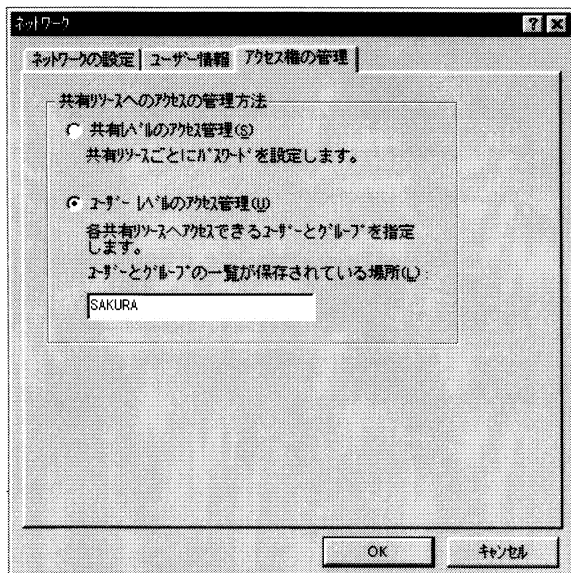 ﾈｯﾄﾜｰｸ
ﾈｯﾄﾜｰｸの設定 ﾕｰｻﾞｰ情報 ｱｸｾｽ権の管理
共有ﾘｿｰｽへのｱｸｾｽの管理方法
共有ﾚﾍﾞﾙのｱｸｾｽ管理(S)
共有ﾘｿｰｽごとにﾊﾟｽﾜｰﾄﾞを設定します。
ﾕｰｻﾞｰ ﾚﾍﾞﾙのｱｸｾｽ管理(U)
各共有ﾘｿｰｽへｱｸｾｽできるﾕｰｻﾞｰとｸﾞﾙｰﾌﾟを指定
します。
ﾕｰｻﾞｰとｸﾞﾙｰﾌﾟの一覧が保存されている場所(L):
SAKURA
OK ｷｬﾝｾﾙ